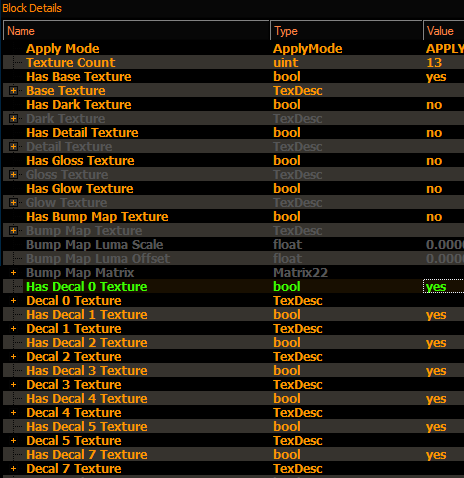 Block Details
Name Type Value
Apply Mode ApplyMode APPLY
Texture Count uint 13
Has Base Texture bool yes
Base Texture TexDesc
Has Dark Texture bool no
Dark Texture TexDesc
Has Detail Texture bool no
Detail Texture TexDesc
Has Gloss Texture bool no
Gloss Texture TexDesc
Has Glow Texture bool no
Glow Texture TexDesc
Has Bump Map Texture bool no
Bump Map Texture TexDesc
Bump Map Luma Scale float 0.0000
Bump Map Luma Offset float 0.0000
Bump Map Matrix Matrix22
Has Decal 0 Texture bool yes
Decal 0 Texture TexDesc
Has Decal 1 Texture bool yes
Decal 1 Texture TexDesc
Has Decal 2 Texture bool yes
Decal 2 Texture TexDesc
Has Decal 3 Texture bool yes
Decal 3 Texture TexDesc
Has Decal 4 Texture bool yes
Decal 4 Texture TexDesc
Has Decal 5 Texture bool yes
Decal 5 Texture TexDesc
Has Decal 7 Texture bool yes
Decal 7 Texture TexDesc